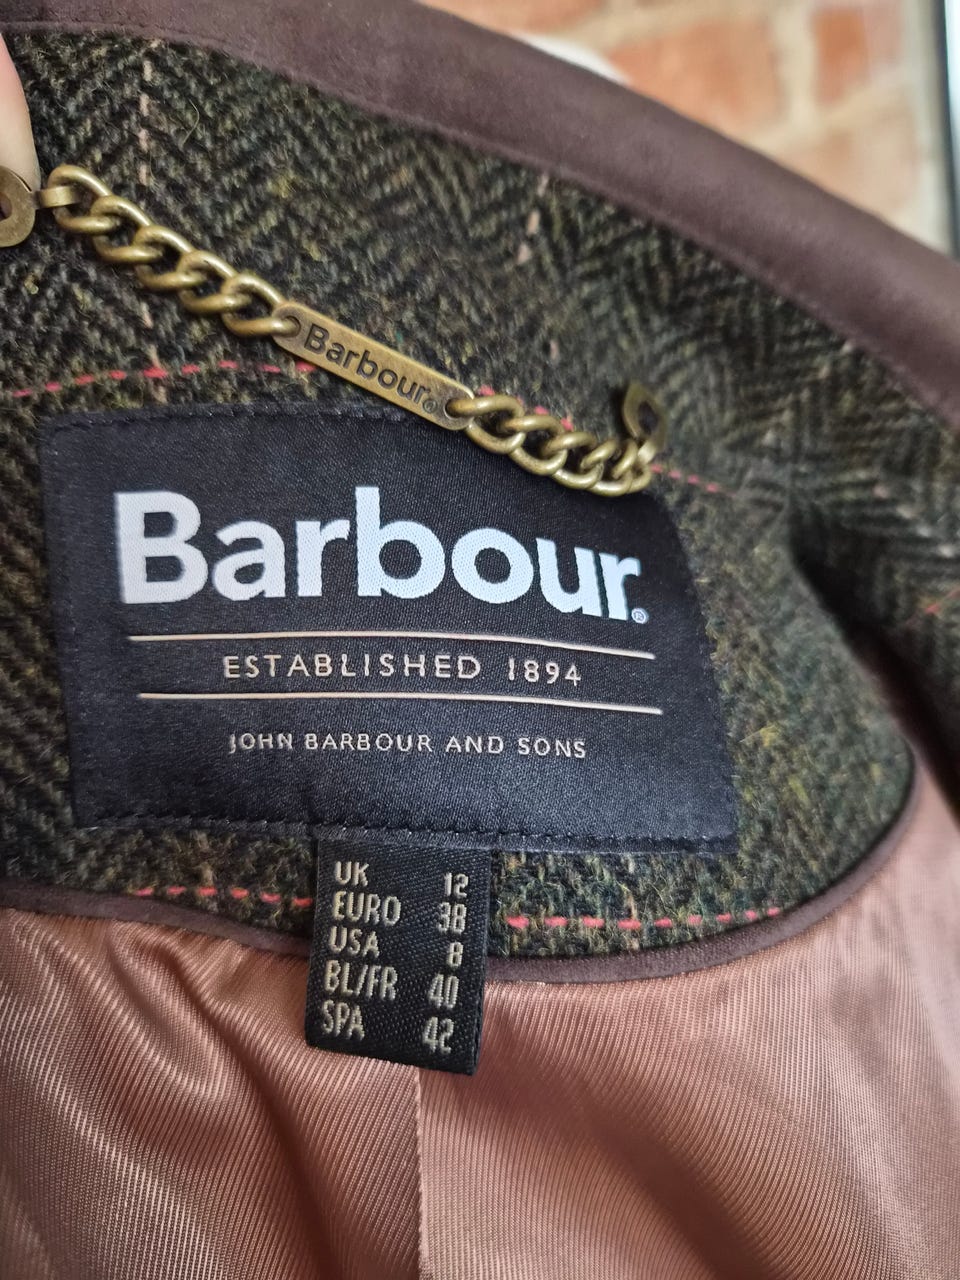 Barbour®
Barbour®
ESTABLISHED 1894
JOHN BARBOUR AND SONS
UK 12
EURO 38
USA 8
BL/FR 40
SPA 42